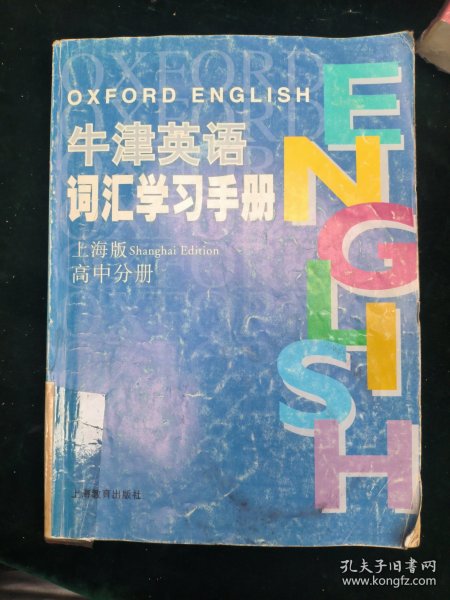 OXFORD
OXFORD ENGLISH
牛津英语
词汇学习手册
上海版 Shanghai Edition
高中分册
ENGLISH
上海教育出版社
孔夫子旧书网
www.kongfz.com